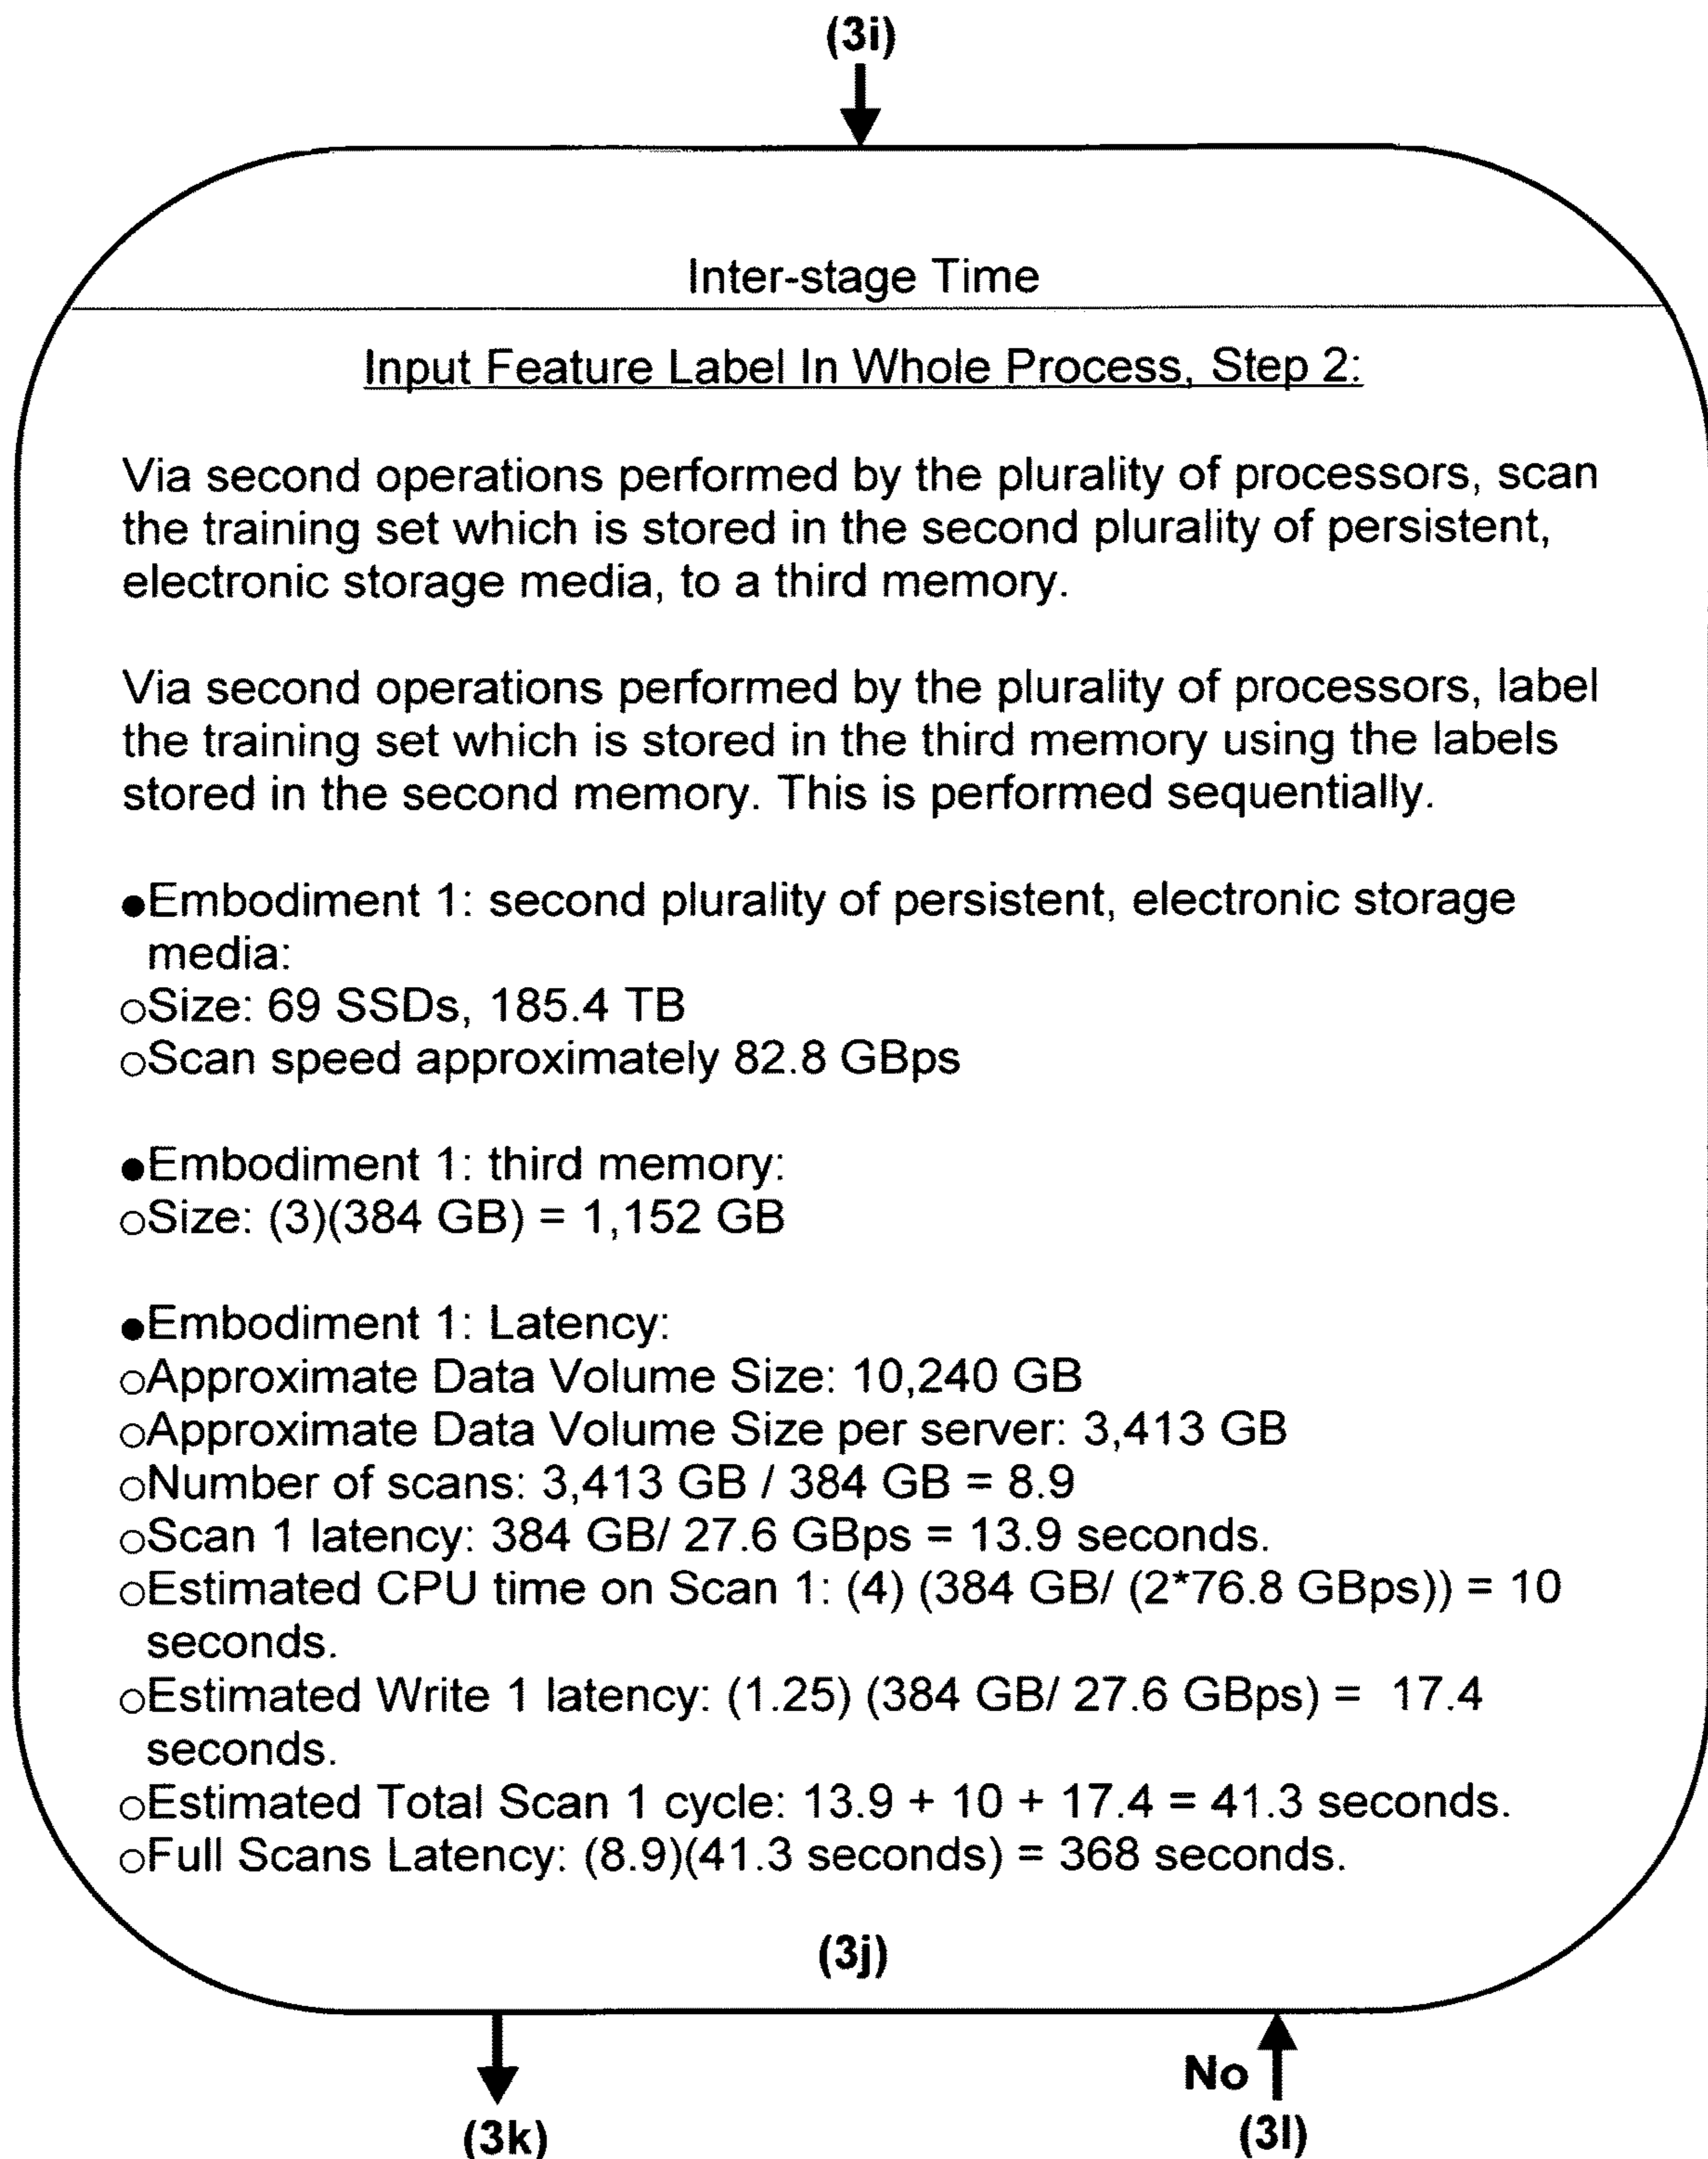 (3i)
Inter-stage Time
Input Feature Label In Whole Process, Step 2:
Via second operations performed by the plurality of processors, scan
the training set which is stored in the second plurality of persistent,
electronic storage media, to a third memory.
Via second operations performed by the plurality of processors, label
the training set which is stored in the third memory using the labels
stored in the second memory. This is performed sequentially.
●Embodiment 1: second plurality of persistent, electronic storage
media:
○Size: 69 SSDs, 185.4 TB
○Scan speed approximately 82.8 GBps
●Embodiment 1: third memory:
○Size: (3)(384 GB) = 1,152 GB
●Embodiment 1: Latency:
○Approximate Data Volume Size: 10,240 GB
○Approximate Data Volume Size per server: 3,413 GB
○Number of scans: 3,413 GB / 384 GB = 8.9
○Scan 1 latency: 384 GB/ 27.6 GBps = 13.9 seconds.
○Estimated CPU time on Scan 1: (4) (384 GB/ (2*76.8 GBps)) = 10
seconds.
○Estimated Write 1 latency: (1.25) (384 GB/ 27.6 GBps) = 17.4
seconds.
○Estimated Total Scan 1 cycle: 13.9 + 10 + 17.4 = 41.3 seconds.
○Full Scans Latency: (8.9)(41.3 seconds) = 368 seconds.
(3j)
No
(3k)
(3l)